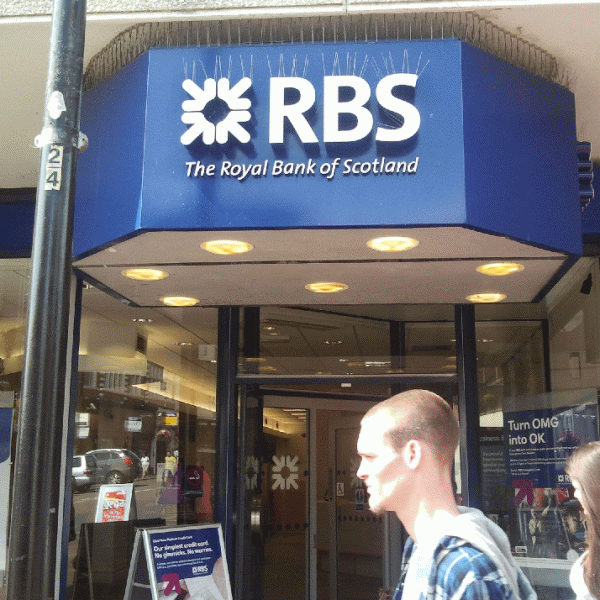 RBS
The Royal Bank of Scotland
24
Turn OMG
into OK
Our simplest credit card.
No gimmicks. No worries.
RBS